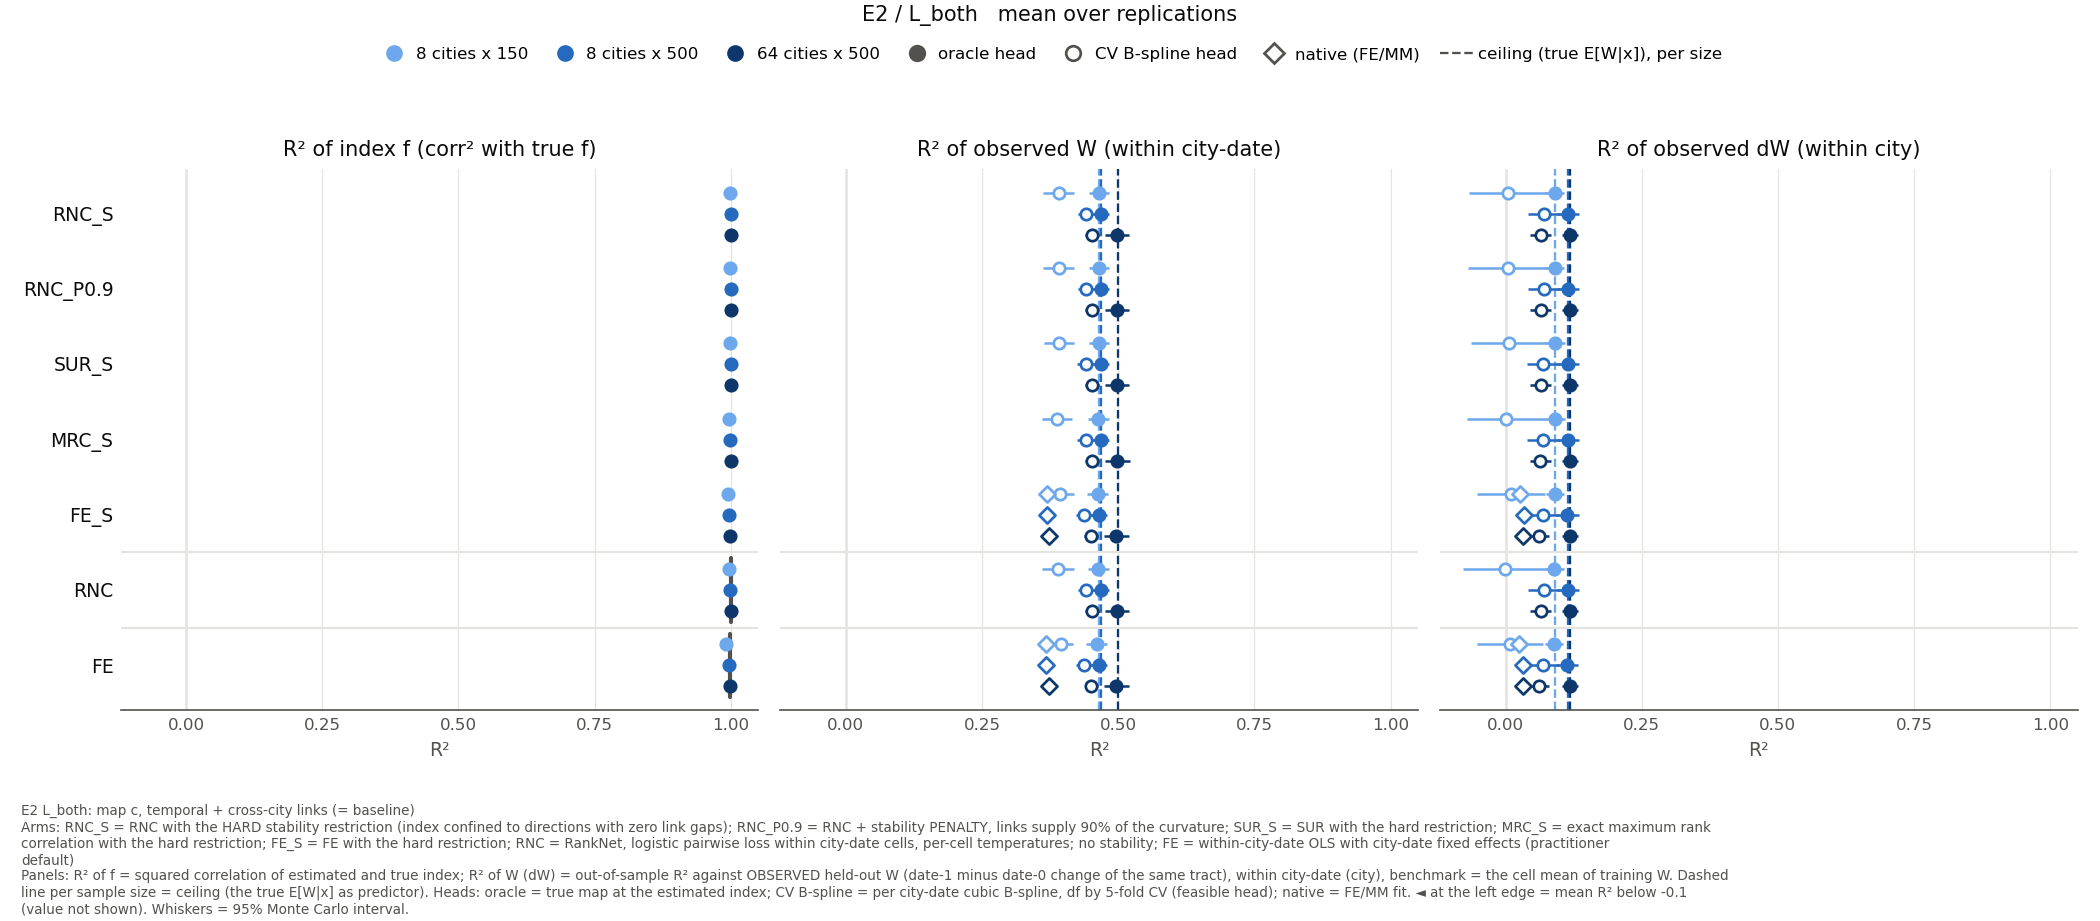 E2 / L_both   mean over replications
8 cities x 150
8 cities x 500
64 cities x 500
oracle head
CV B-spline head
native (FE/MM)
ceiling (true E[W|x]), per size
R² of index f (corr² with true f)
R² of observed W (within city-date)
R² of observed dW (within city)
RNC_S
RNC_P0.9
SUR_S
MRC_S
FE_S
RNC
FE
0.00 0.25 0.50 0.75 1.00
R²
0.00 0.25 0.50 0.75 1.00
R²
0.00 0.25 0.50 0.75 1.00
R²
E2 L_both: map c, temporal + cross-city links (= baseline)
Arms: RNC_S = RNC with the HARD stability restriction (index confined to directions with zero link gaps); RNC_P0.9 = RNC + stability PENALTY, links supply 90% of the curvature; SUR_S = SUR with the hard restriction; MRC_S = exact maximum rank
correlation with the hard restriction; FE_S = FE with the hard restriction; RNC = RankNet, logistic pairwise loss within city-date cells, per-cell temperatures; no stability; FE = within-city-date OLS with city-date fixed effects (practitioner
default)
Panels: R² of f = squared correlation of estimated and true index; R² of W (dW) = out-of-sample R² against OBSERVED held-out W (date-1 minus date-0 change of the same tract), within city-date (city), benchmark = the cell mean of training W. Dashed
line per sample size = ceiling (the true E[W|x] as predictor). Heads: oracle = true map at the estimated index; CV B-spline = per city-date cubic B-spline, df by 5-fold CV (feasible head); native = FE/MM fit. ◄ at the left edge = mean R² below -0.1
(value not shown). Whiskers = 95% Monte Carlo interval.